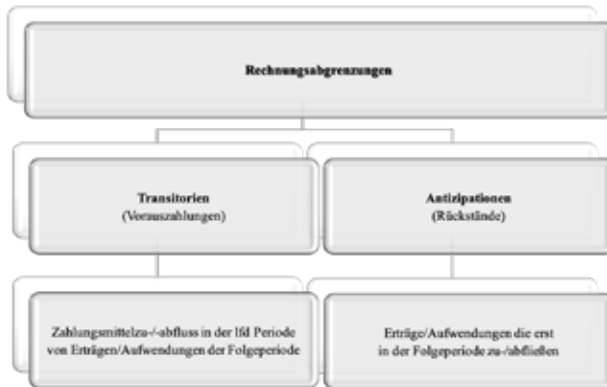 Rechnungsabgrenzungen
Transitorien
(Vorauszahlungen)
Antizipationen
(Rückstände)
Zahlungsmittelzu-/-abfluss in der lfd Periode
von Erträgen/Aufwendungen der Folgeperiode
Erträge/Aufwendungen die erst
in der Folgeperiode zu-/abfließen